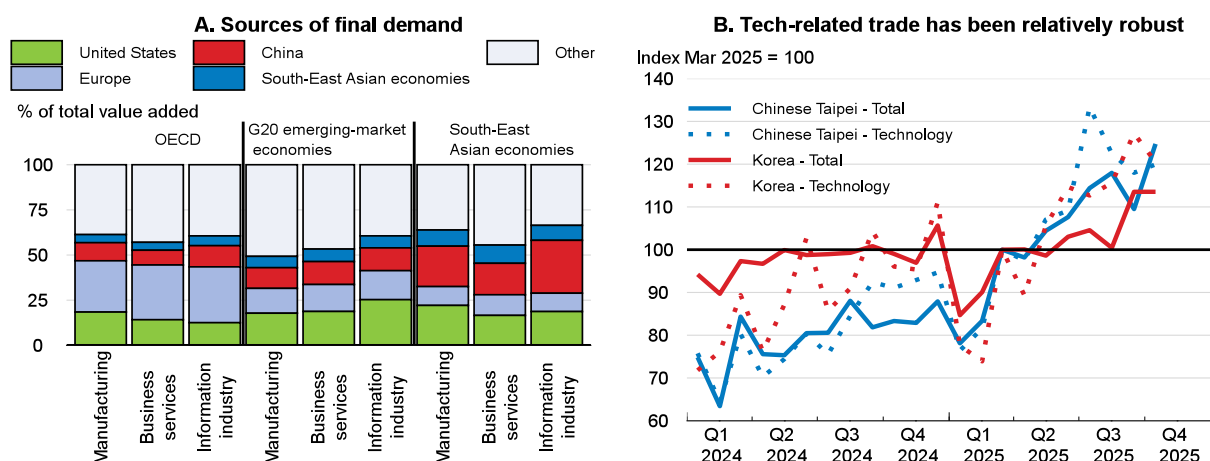 A. Sources of final demand
United States
China
Other
Europe
South-East Asian economies
% of total value added
OECD
G20 emerging-market
economies
South-East
Asian economies
100
75
50
25
0
Manufacturing
Business
services
Information
industry
Manufacturing
Business
services
Information
industry
Manufacturing
Business
services
Information
industry
B. Tech-related trade has been relatively robust
Index Mar 2025 = 100
140
130
120
110
100
90
80
70
60
Chinese Taipei - Total
Chinese Taipei - Technology
Korea - Total
Korea - Technology
Q1
2024
Q2
2024
Q3
2024
Q4
2024
Q1
2025
Q2
2025
Q3
2025
Q4
2025